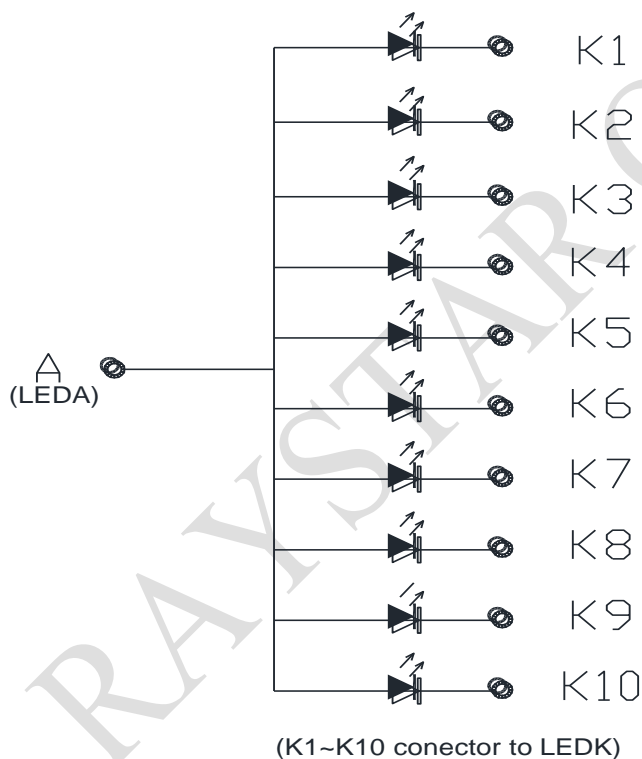 K1
K2
K3
K4
K5
A
(LEDA)
K6
K7
K8
K9
K10
(K1~K10 conector to LEDK)
RAYSTAR O